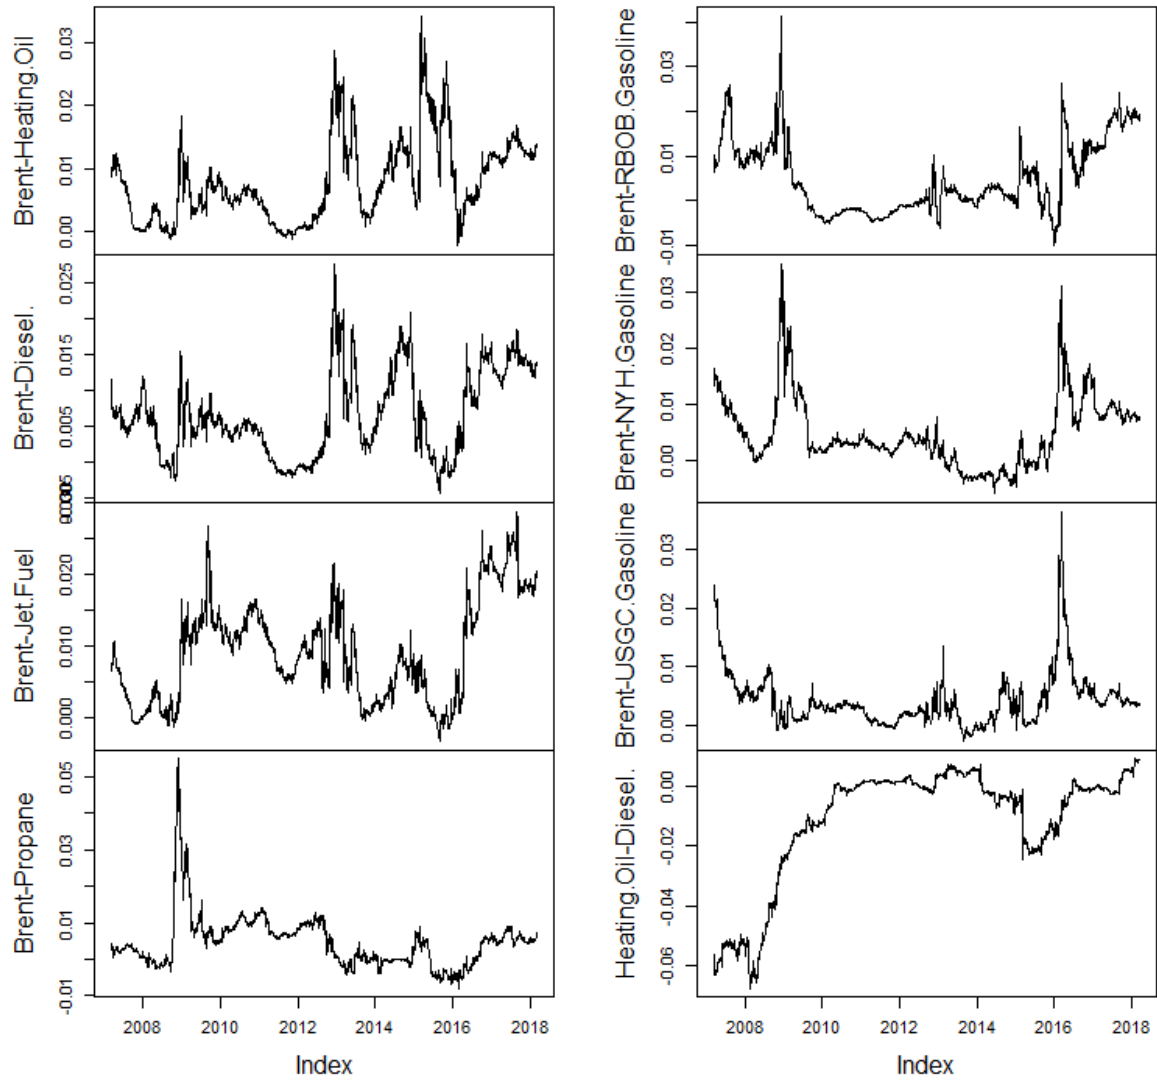 Brent-Heating.Oil
0.03
0.02
0.01
0.00
Brent-Diesel.
0.025
0.015
0.005
Brent-Jet.Fuel
0.020
0.010
0.000
Brent-Propane
0.05
0.03
0.01
-0.01
2008 2010 2012 2014 2016 2018
Index
Brent-RBOB.Gasoline
0.03
0.01
-0.01
Brent-NYH.Gasoline
0.03
0.02
0.01
0.00
Brent-USGC.Gasoline
0.03
0.02
0.01
0.00
Heating.Oil-Diesel.
0.00
-0.02
-0.04
-0.06
2008 2010 2012 2014 2016 2018
Index